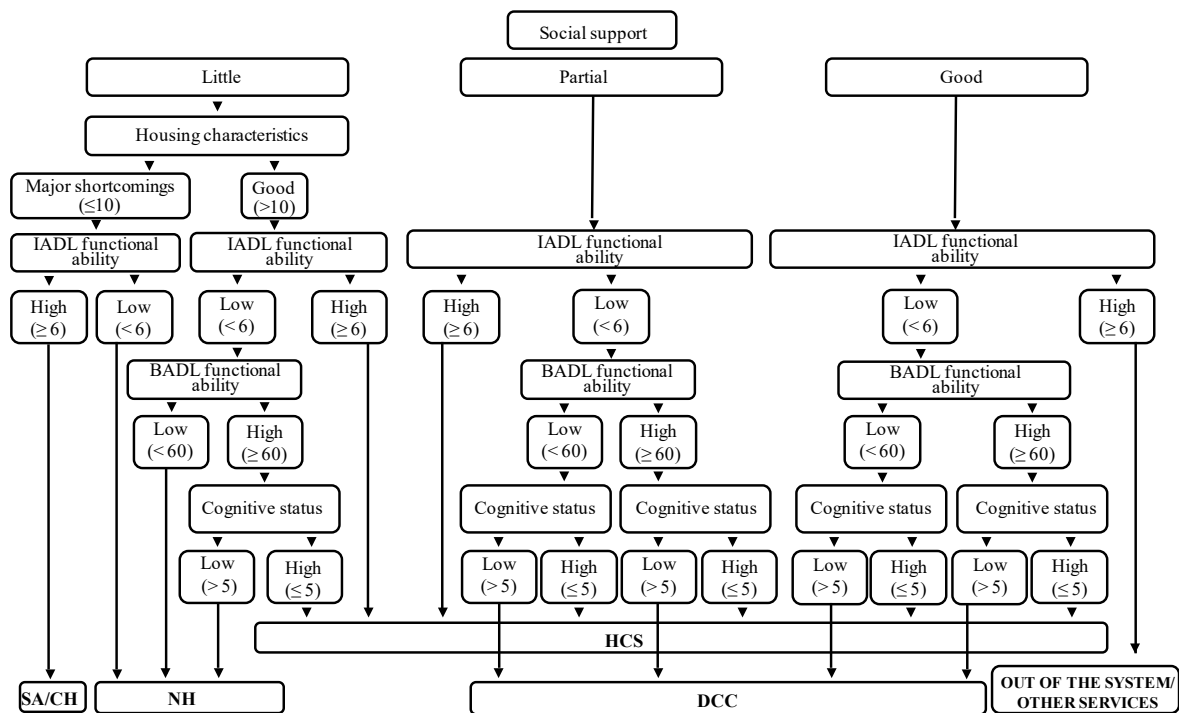 Social support
Little
Partial
Good
Housing characteristics
Major shortcomings
(≤10)
Good
(>10)
IADL functional
ability
IADL functional
ability
IADL functional
ability
IADL functional
ability
High
(≥ 6)
Low
(< 6)
Low
(< 6)
High
(≥ 6)
High
(≥ 6)
Low
(< 6)
Low
(< 6)
High
(≥ 6)
BADL functional
ability
BADL functional
ability
BADL functional
ability
Low
(< 60)
High
(≥ 60)
Low
(< 60)
High
(≥ 60)
Low
(< 60)
High
(≥ 60)
Cognitive status
Cognitive status
Cognitive status
Cognitive status
Cognitive status
Low
(> 5)
High
(≤ 5)
Low
(> 5)
High
(≤ 5)
Low
(> 5)
High
(≤ 5)
Low
(> 5)
High
(≤ 5)
Low
(> 5)
High
(≤ 5)
HCS
SA/CH
NH
DCC
OUT OF THE SYSTEM/
OTHER SERVICES